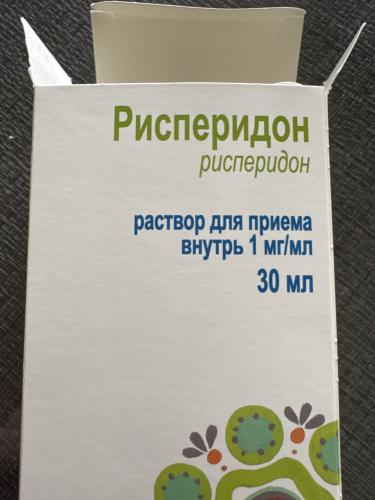 Рисперидон
рисперидон
раствор для приема
внутрь 1 мг/мл
30 мл